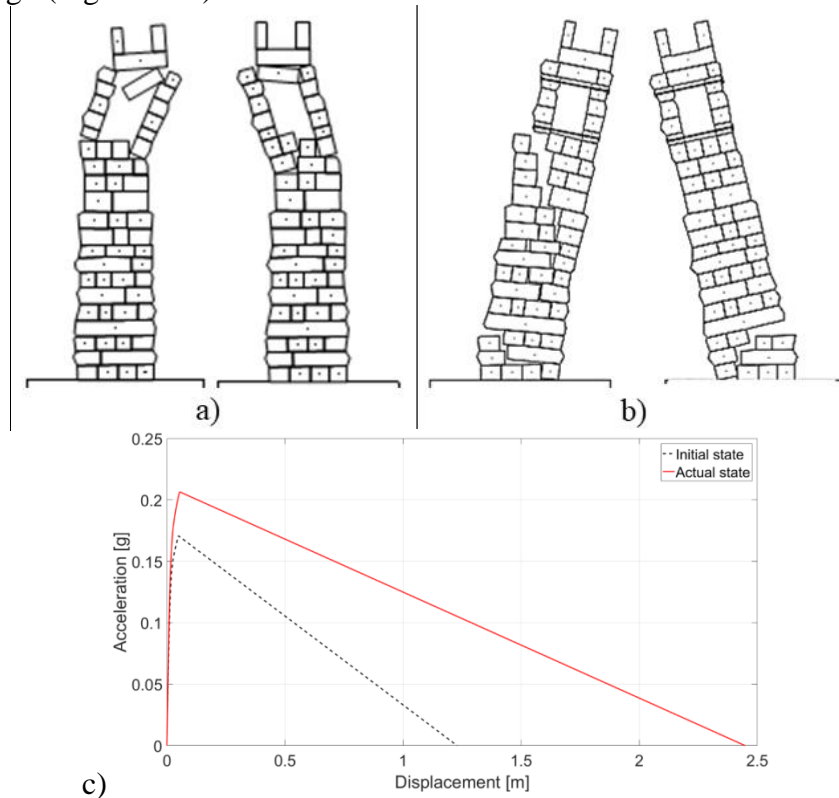 a)
b)
0.25
Initial state
Actual state
0.2
0.15
0.1
0.05
0
Acceleration [g]
0
0.5
1
1.5
2
2.5
Displacement [m]
c)